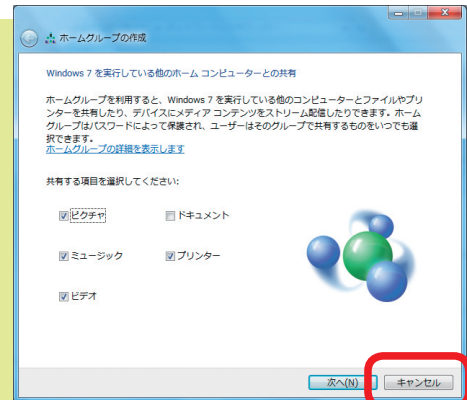 ホームグループの作成
Windows 7 を実行している他のホーム コンピューターとの共有
ホームグループを利用すると、Windows 7 を実行している他のコンピューターとファイルやプリ
ンターを共有したり、デバイスにメディア コンテンツをストリーム配信したりできます。ホーム
グループはパスワードによって保護され、ユーザーはそのグループで共有するものをいつでも選
択できます。
ホームグループの詳細を表示します
共有する項目を選択してください:
ピクチャ
ドキュメント
ミュージック
プリンター
ビデオ
次へ(N)
キャンセル